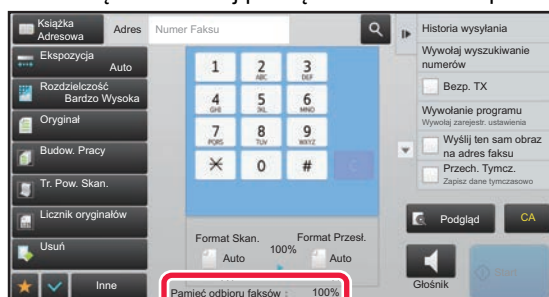 Książka
Adresowa
Adres
Numer Faksu
Ekspozycja
Auto
Rozdzielczość
Bardzo Wysoka
Oryginał
Budow. Pracy
Tr. Pow. Skan.
Licznik oryginałów
Usuń
Inne
1
2
ABC
3
DEF
4
GHI
5
JKL
6
MNO
7
PQRS
8
TUV
9
WXYZ
0
#
C
Format Skan.
100%
Format Przesł.
Auto
Auto
Pamięć odbioru faksów :
100%
Historia wysyłania
Wywołaj wyszukiwanie
numerów
Bezp. TX
Wywołanie programu
Wywołaj zarejestr. ustawienia
Wyślij ten sam obraz
na adres faksu
Przech. Tymcz.
Zapisz dane tymczasowo
Podgląd
CA
Głośnik
Start